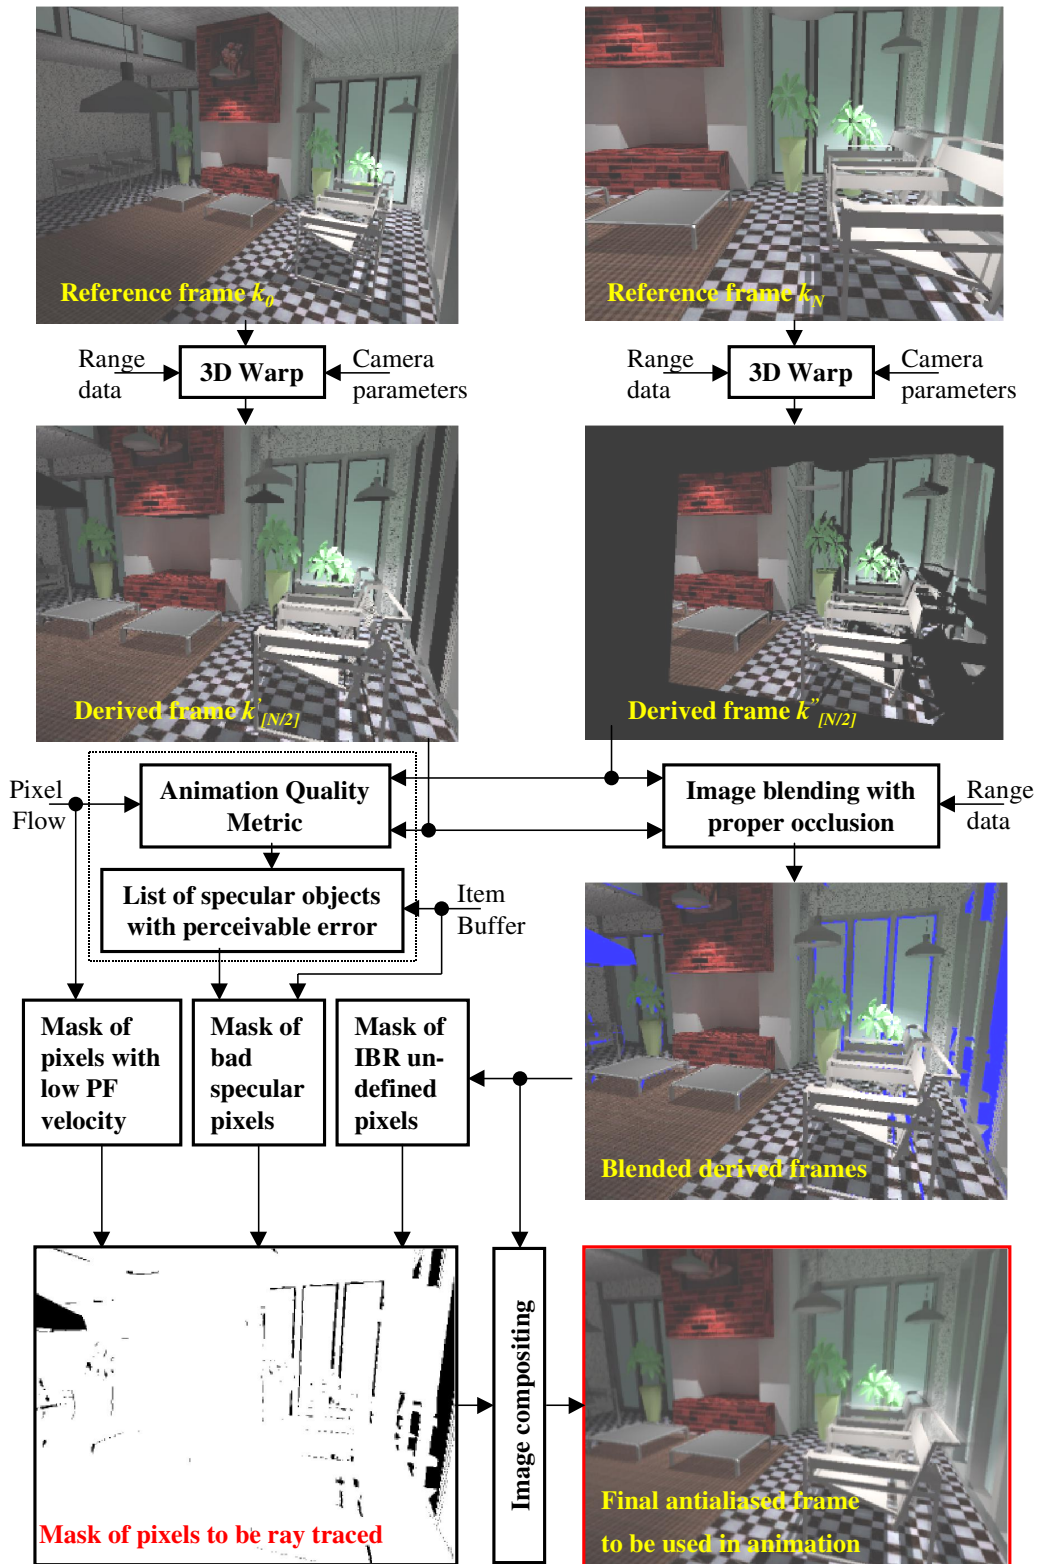 Reference frame k0
Reference frame kN
Range data
3D Warp
Camera parameters
Range data
3D Warp
Camera parameters
Derived frame k'[N/2]
Derived frame k”[N/2]
Pixel Flow
Animation Quality
Metric
Image blending with
proper occlusion
Range
data
List of specular objects
with perceivable error
Item
Buffer
Mask of
pixels with
low PF
velocity
Mask of
bad
specular
pixels
Mask of
IBR un-
defined
pixels
Blended derived frames
Mask of pixels to be ray traced
Image compositing
Final antialiased frame
to be used in animation